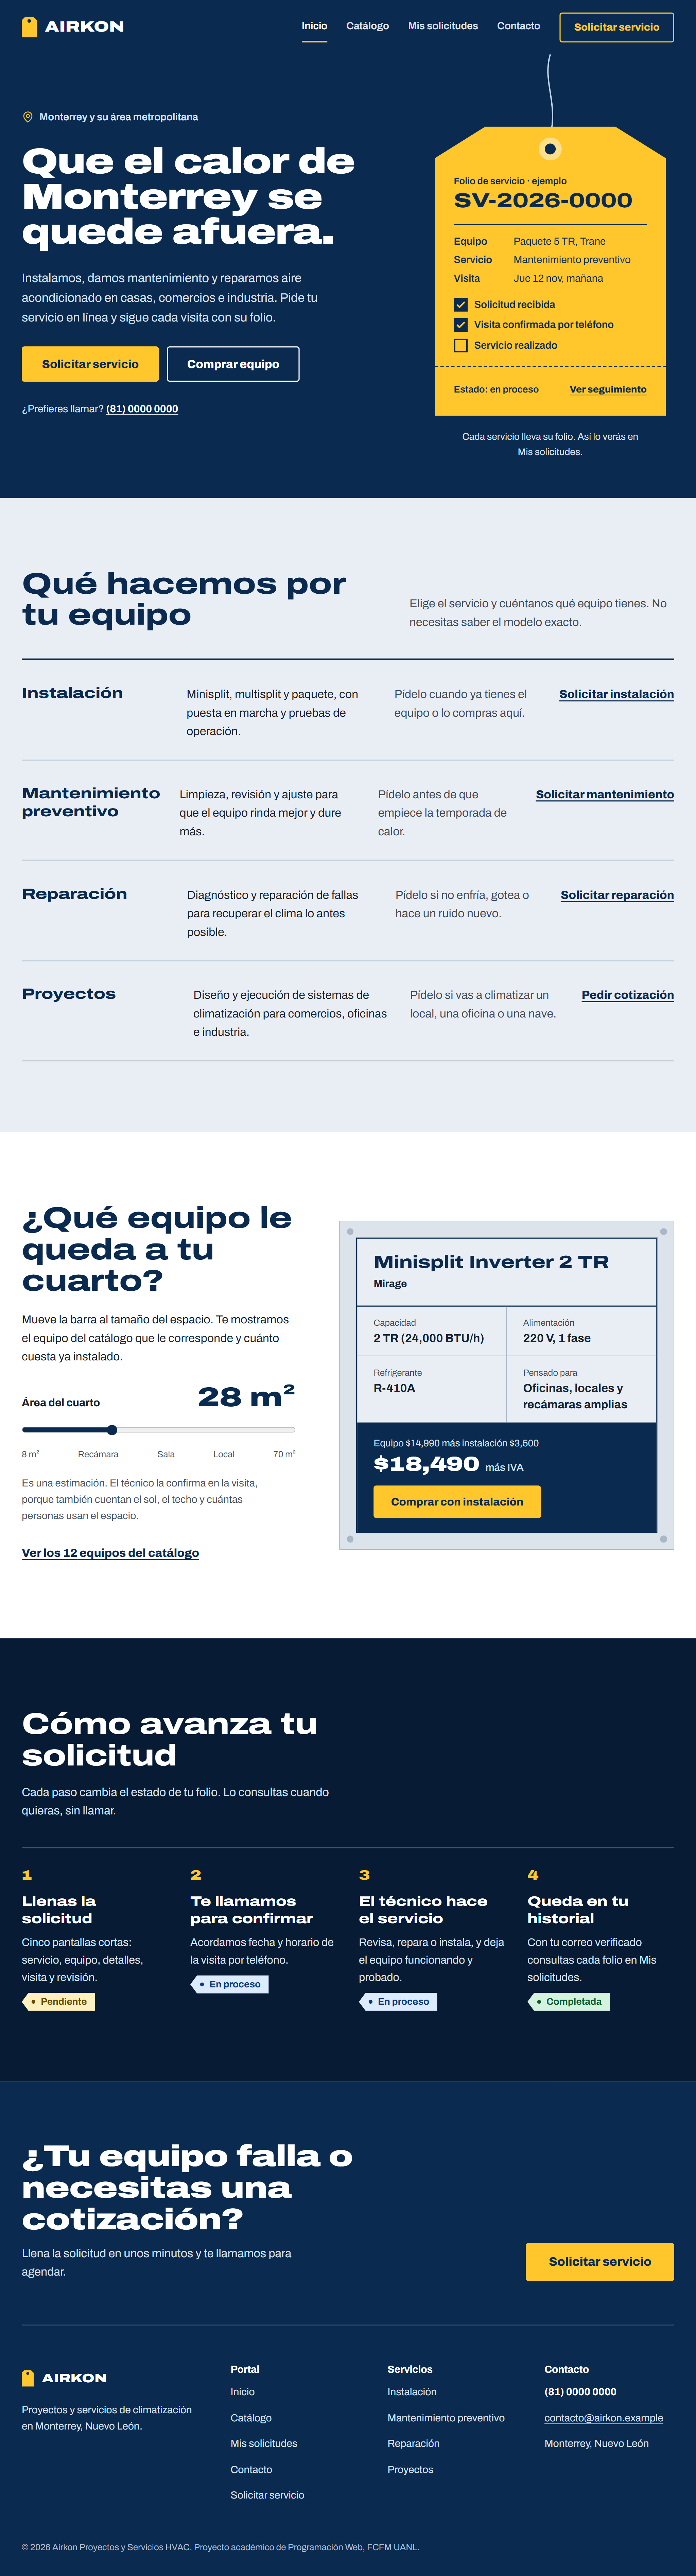 AIRKON
Inicio
Catálogo
Mis solicitudes
Contacto
Solicitar servicio
Monterrey y su área metropolitana
Que el calor de
Monterrey se
quede afuera.
Instalamos, damos mantenimiento y reparamos aire
acondicionado en casas, comercios e industria. Pide tu
servicio en línea y sigue cada visita con su folio.
Solicitar servicio
Comprar equipo
¿Prefieres llamar? (81) 0000 0000
Folio de servicio · ejemplo
SV-2026-0000
Equipo Paquete 5 TR, Trane
Servicio Mantenimiento preventivo
Visita Jue 12 nov, mañana
Solicitud recibida
Visita confirmada por teléfono
Servicio realizado
Estado: en proceso
Ver seguimiento
Cada servicio lleva su folio. Así lo verás en
Mis solicitudes.
Qué hacemos por
tu equipo
Elige el servicio y cuéntanos qué equipo tienes. No
necesitas saber el modelo exacto.
Instalación
Minisplit, multisplit y paquete, con
puesta en marcha y pruebas de
operación.
Pídelo cuando ya tienes el
equipo o lo compras aquí.
Solicitar instalación
Mantenimiento
preventivo
Limpieza, revisión y ajuste para
que el equipo rinda mejor y dure
más.
Pídelo antes de que
empiece la temporada de
calor.
Solicitar mantenimiento
Reparación
Diagnóstico y reparación de fallas
para recuperar el clima lo antes
posible.
Pídelo si no enfría, gotea o
hace un ruido nuevo.
Solicitar reparación
Proyectos
Diseño y ejecución de sistemas de
climatización para comercios, oficinas
e industria.
Pídelo si vas a climatizar un
local, una oficina o una nave.
Pedir cotización
¿Qué equipo le
queda a tu
cuarto?
Mueve la barra al tamaño del espacio. Te mostramos
el equipo del catálogo que le corresponde y cuánto
cuesta ya instalado.
Área del cuarto
28 m²
8 m²
Recámara
Sala
Local
70 m²
Es una estimación. El técnico la confirma en la visita,
porque también cuentan el sol, el techo y cuántas
personas usan el espacio.
Ver los 12 equipos del catálogo
Minisplit Inverter 2 TR
Mirage
Capacidad
2 TR (24,000 BTU/h)
Alimentación
220 V, 1 fase
Refrigerante
R-410A
Pensado para
Oficinas, locales y
recámaras amplias
Equipo $14,990 más instalación $3,500
$18,490 más IVA
Comprar con instalación
Cómo avanza tu
solicitud
Cada paso cambia el estado de tu folio. Lo consultas cuando
quieras, sin llamar.
1
Llenas la
solicitud
Cinco pantallas cortas:
servicio, equipo, detalles,
visita y revisión.
Pendiente
2
Te llamamos
para confirmar
Acordamos fecha y horario de
la visita por teléfono.
En proceso
3
El técnico hace
el servicio
Revisa, repara o instala, y deja
el equipo funcionando y
probado.
En proceso
4
Queda en tu
historial
Con tu correo verificado
consultas cada folio en Mis
solicitudes.
Completada
¿Tu equipo falla o
necesitas una
cotización?
Llena la solicitud en unos minutos y te llamamos para
agendar.
Solicitar servicio
AIRKON
Proyectos y servicios de climatización
en Monterrey, Nuevo León.
Portal
Inicio
Catálogo
Mis solicitudes
Contacto
Solicitar servicio
Servicios
Instalación
Mantenimiento preventivo
Reparación
Proyectos
Contacto
(81) 0000 0000
contacto@airkon.example
Monterrey, Nuevo León
© 2026 Airkon Proyectos y Servicios HVAC. Proyecto académico de Programación Web, FCFM UANL.